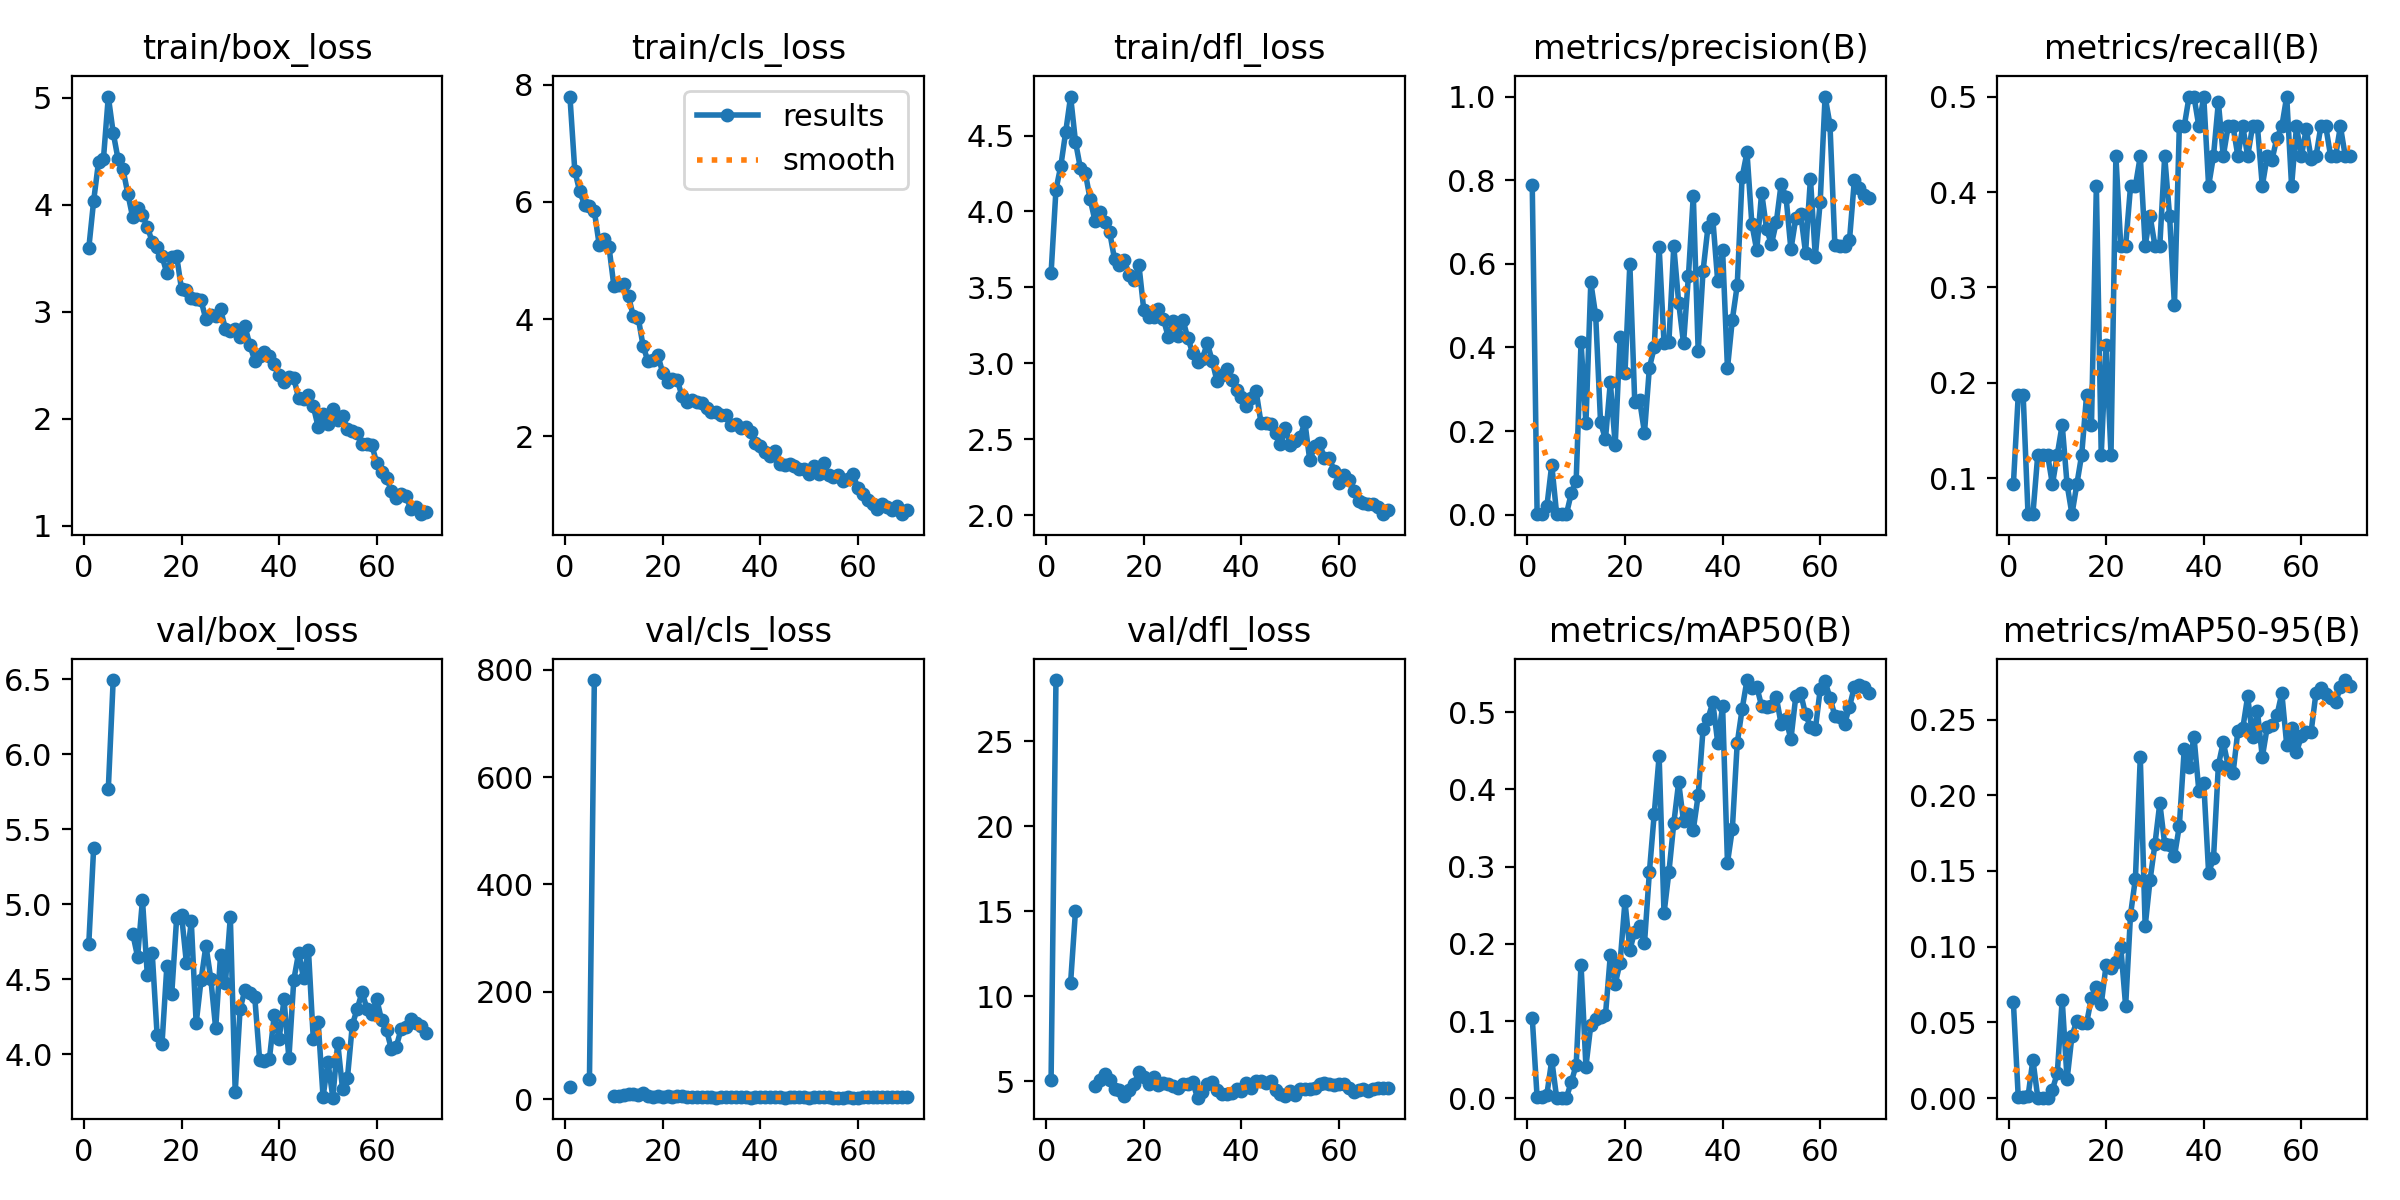 train/box_loss
train/cls_loss
train/dfl_loss
metrics/precision(B)
metrics/recall(B)
5
4
3
2
1
0 20 40 60
8
6
4
2
0 20 40 60
results
smooth
4.5
4.0
3.5
3.0
2.5
2.0
0 20 40 60
1.0
0.8
0.6
0.4
0.2
0.0
0 20 40 60
0.5
0.4
0.3
0.2
0.1
0 20 40 60
val/box_loss
val/cls_loss
val/dfl_loss
metrics/mAP50(B)
metrics/mAP50-95(B)
6.5
6.0
5.5
5.0
4.5
4.0
0 20 40 60
800
600
400
200
0
0 20 40 60
25
20
15
10
5
0 20 40 60
0.5
0.4
0.3
0.2
0.1
0.0
0 20 40 60
0.25
0.20
0.15
0.10
0.05
0.00
0 20 40 60